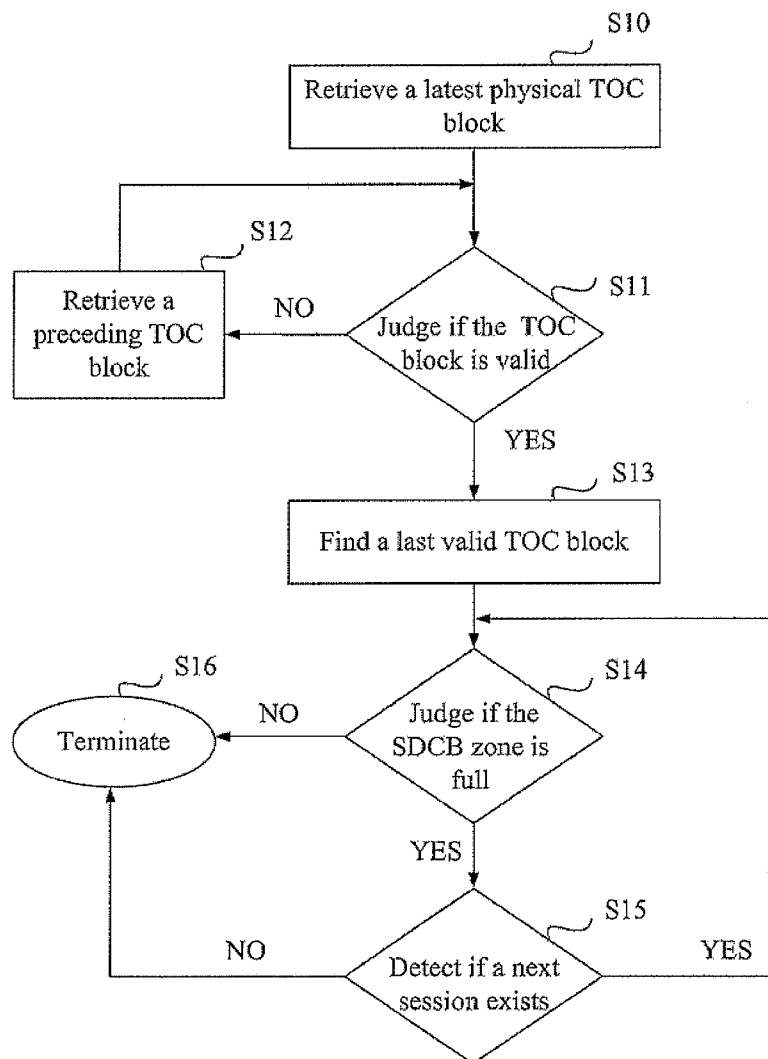 S10
Retrieve a latest physical TOC
block
S12
Retrieve a
preceding TOC
block
NO
S11
Judge if the TOC
block is valid
YES
S13
Find a last valid TOC block
S16
Terminate
NO
S14
Judge if the
SDCB zone is
full
YES
S15
NO
Detect if a next
session exists
YES